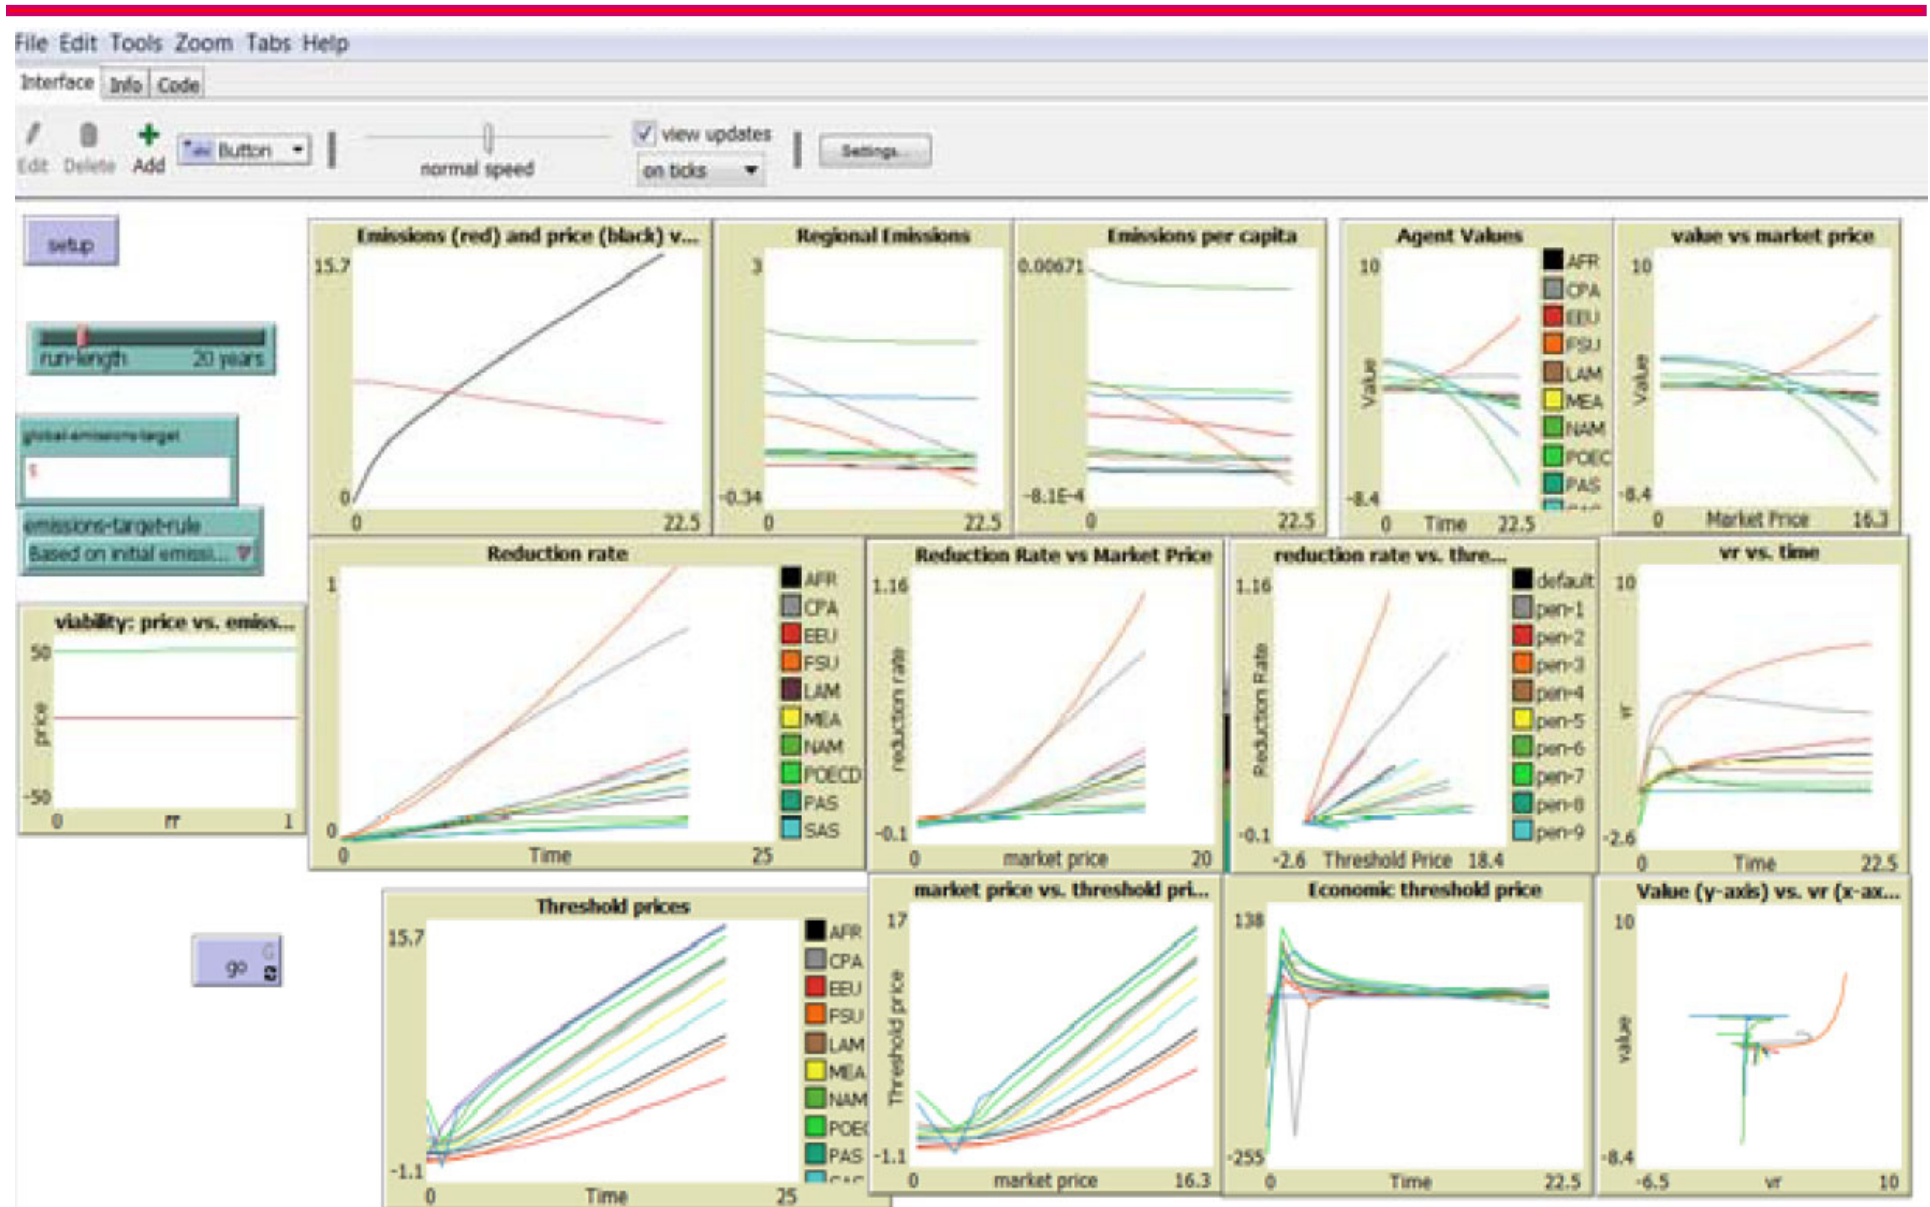 File Edit Tools Zoom Tabs Help
Interface Info Code
Edit Delete Add Button normal speed view updates on ticks Settings...
setup
run-length 20 years
global-emissions-target
5
emissions-target-rule
Based on initial emissi...
viability: price vs. emiss...
50
price
-50
0 rr 1
go
Emissions (red) and price (black) v...
15.7
0
0 22.5
Regional Emissions
3
-0.34
0 22.5
Emissions per capita
0.00671
-8.1E-4
0 22.5
Agent Values
10
Value
-8.4
0 Time 22.5
AFR
CPA
EEU
FSU
LAM
MEA
NAM
POEC
PAS
value vs market price
10
Value
-8.4
0 Market Price 16.3
Reduction rate
1
0
0 Time 25
AFR
CPA
EEU
FSU
LAM
MEA
NAM
POECD
PAS
SAS
Reduction Rate vs Market Price
1.16
reduction rate
-0.1
0 market price 20
reduction rate vs. thre...
1.16
Reduction Rate
-0.1
-2.6 Threshold Price 18.4
default
pen-1
pen-2
pen-3
pen-4
pen-5
pen-6
pen-7
pen-8
pen-9
vr vs. time
10
vr
-2.6
0 Time 22.5
Threshold prices
15.7
-1.1
0 Time 25
AFR
CPA
EEU
FSU
LAM
MEA
NAM
PAS
market price vs. threshold pri...
17
Threshold price
-1.1
0 market price 16.3
Economic threshold price
138
-255
0 Time 22.5
Value (y-axis) vs. vr (x-ax...
10
value
-8.4
-6.5 vr 10